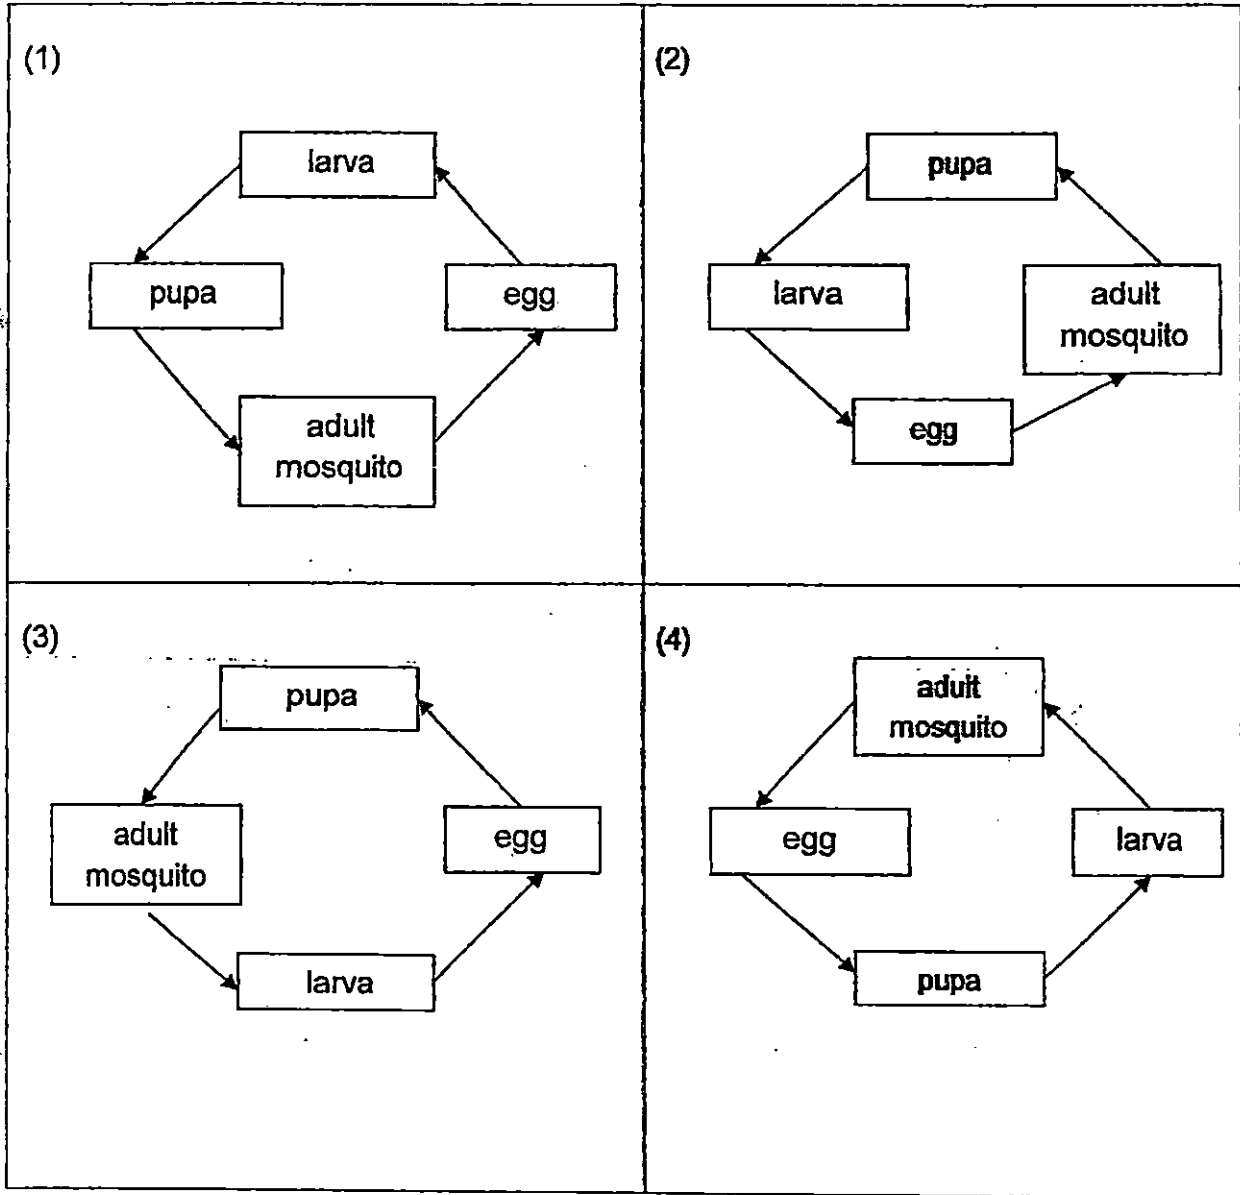 (1)
larva
pupa
egg
adult
mosquito
(2)
pupa
larva
adult
mosquito
egg
(3)
pupa
adult
mosquito
egg
larva
(4)
adult
mosquito
egg
larva
pupa